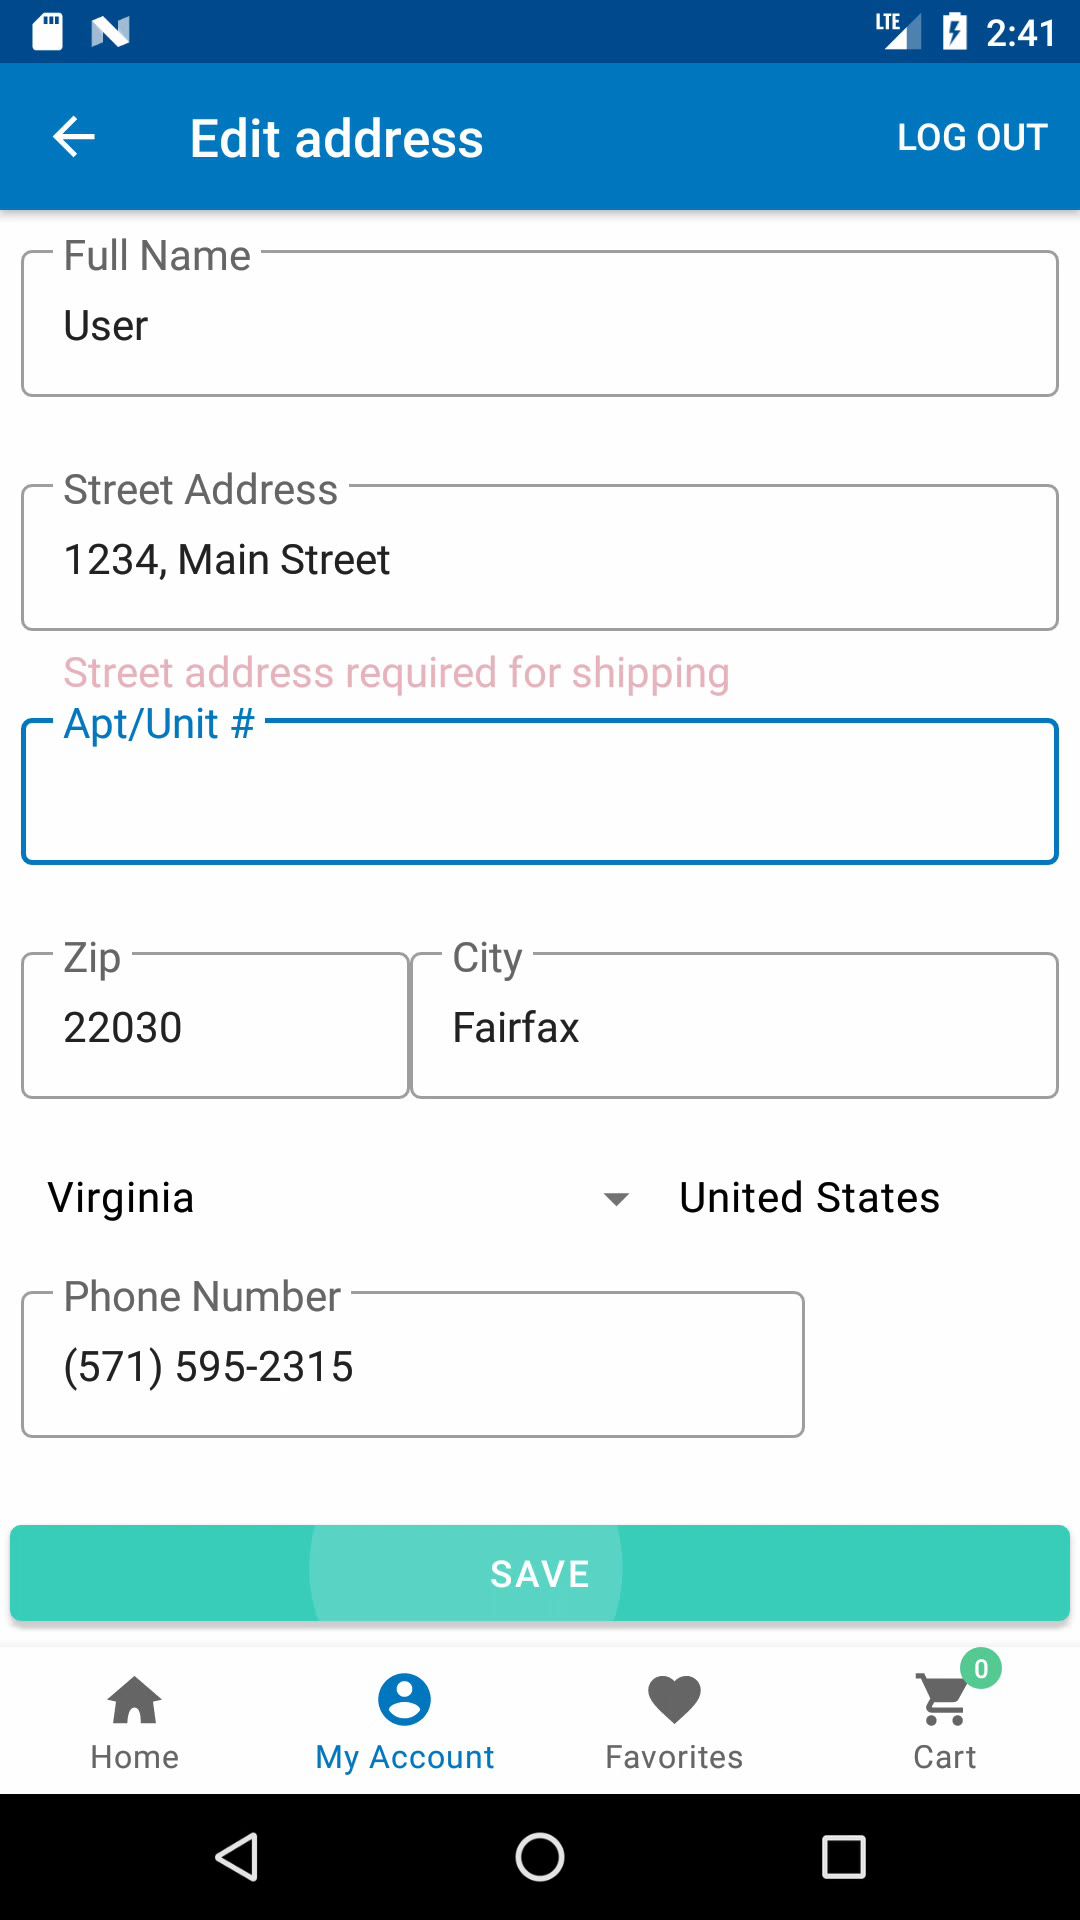 LTE 2:41
Edit address LOG OUT
Full Name
User
Street Address
1234, Main Street
Street address required for shipping
Apt/Unit #
Zip City
22030 Fairfax
Virginia United States
Phone Number
(571) 595-2315
SAVE
0
Home My Account Favorites Cart